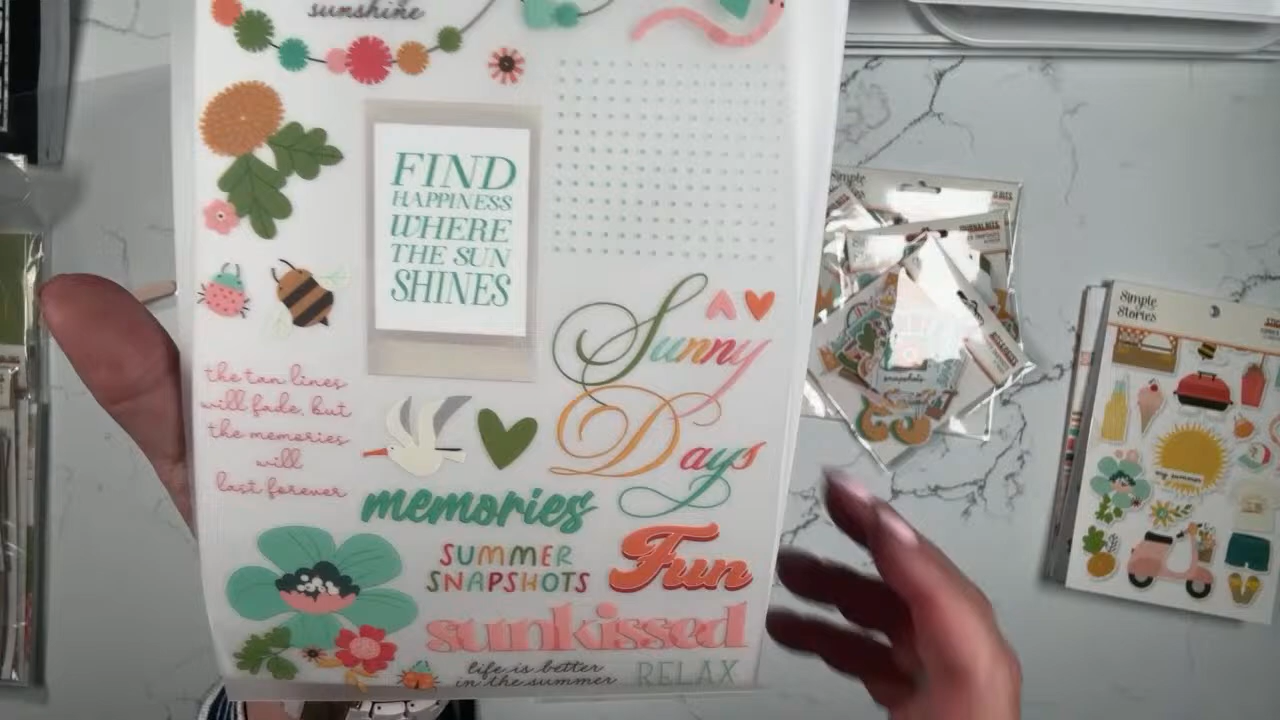 sunshine
FIND
HAPPINESS
WHERE
THE SUN
SHINES
Sunny
Days
the tan lines
will fade, but
the memories
will
last forever
memories
SUMMER
SNAPSHOTS
Fun
sunkissed
life is better
in the summer
RELAX
Simple
snapshots
Simple
Stories
my summer